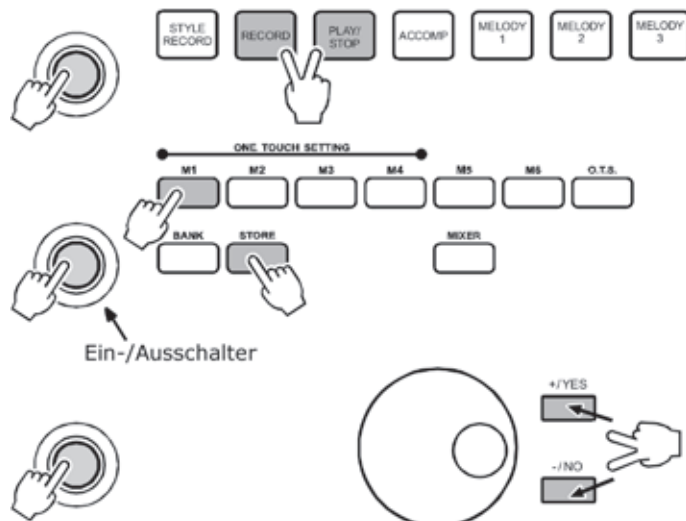 STYLE RECORD
RECORD
PLAY/ STOP
ACCOMP
MELODY 1
MELODY 2
MELODY 3
ONE TOUCH SETTING
M1 M2 M3 M4 M5 M6 O.T.S.
BANK STORE MIXER
Ein-/Ausschalter
+/YES
-/NO